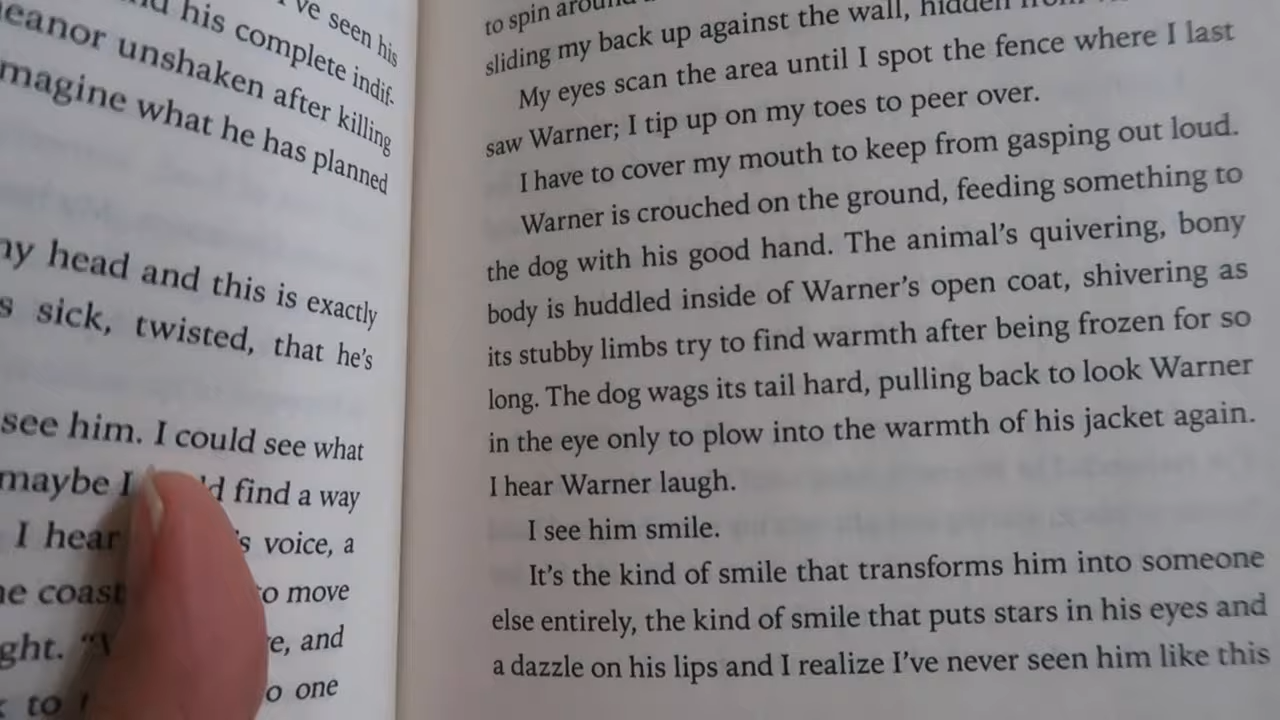 've seen his
his complete indif-
eanor unshaken after killing
magine what he has planned
my head and this is exactly
s sick, twisted, that he's
see him. I could see what
maybe I find a way
I hear voice, a
coast move
and
to one
to spin around
sliding my back up against the wall, hidden
My eyes scan the area until I spot the fence where I last
saw Warner; I tip up on my toes to peer over.
I have to cover my mouth to keep from gasping out loud.
Warner is crouched on the ground, feeding something to
the dog with his good hand. The animal's quivering, bony
body is huddled inside of Warner's open coat, shivering as
its stubby limbs try to find warmth after being frozen for so
long. The dog wags its tail hard, pulling back to look Warner
in the eye only to plow into the warmth of his jacket again.
I hear Warner laugh.
I see him smile.
It's the kind of smile that transforms him into someone
else entirely, the kind of smile that puts stars in his eyes and
a dazzle on his lips and I realize I've never seen him like this